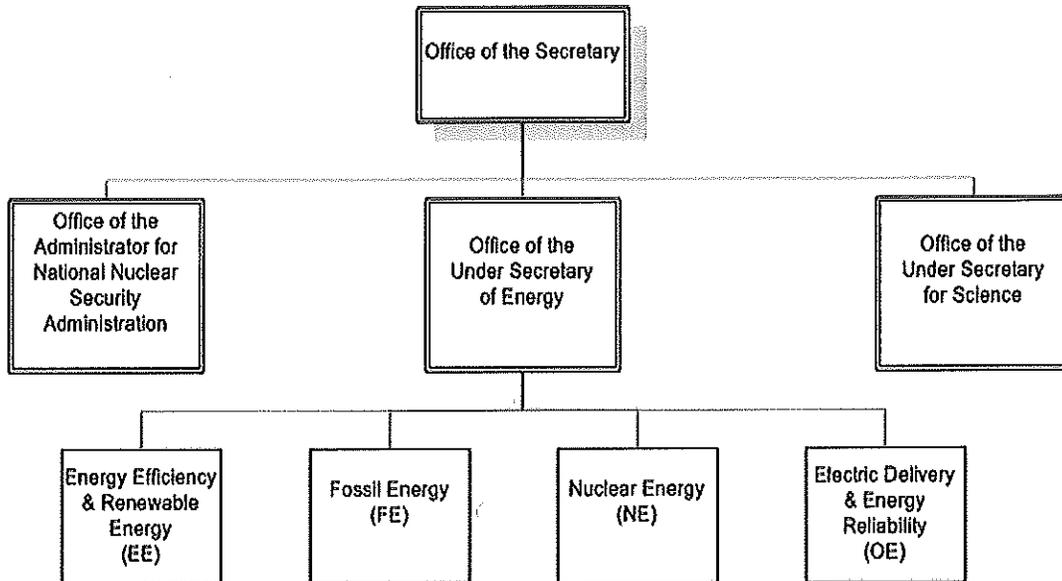 Office of the Secretary
Office of the
Administrator for
National Nuclear
Security
Administration
Office of the
Under Secretary
of Energy
Office of the
Under Secretary
for Science
Energy Efficiency
& Renewable
Energy
(EE)
Fossil Energy
(FE)
Nuclear Energy
(NE)
Electric Delivery
& Energy
Reliability
(OE)